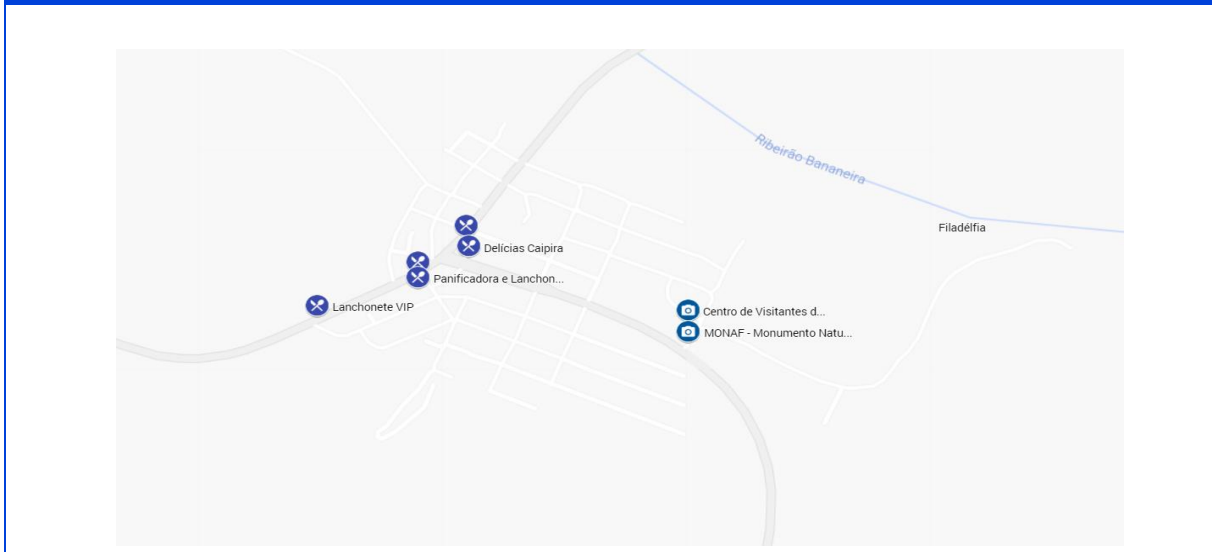 Ribeirão Bananeira
Filadélfia
Delícias Caipira
Panificadora e Lanchon...
Lanchonete VIP
Centro de Visitantes d...
MONAF - Monumento Natu...